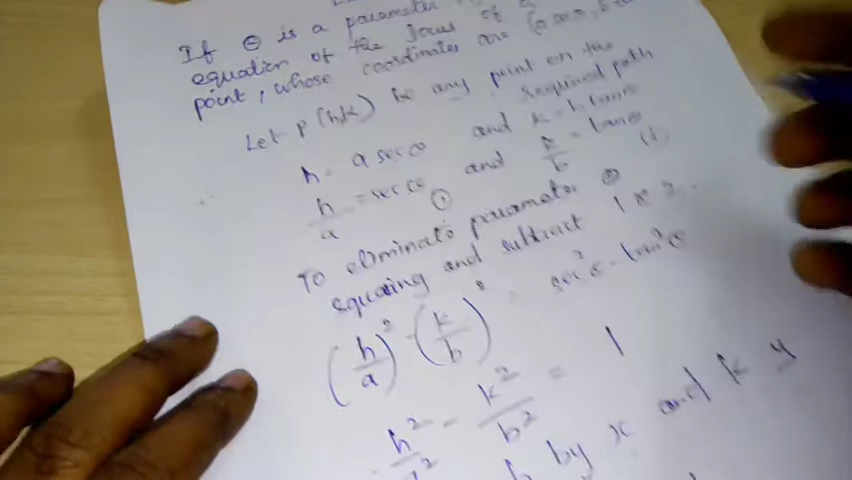 If θ is a parameter
equation of the locus of a
point, whose coordinates are (a
Let P(h,k) be any point on the
required path
h = a sec θ and k = b tan θ
h/a = sec θ and k/b = tan θ
To eliminate parameter θ
squaring and subtract 1 & 2.
(h/a)² - (k/b)² = sec²θ - tan²θ
h²/a² - k²/b² = 1
h by x and k y